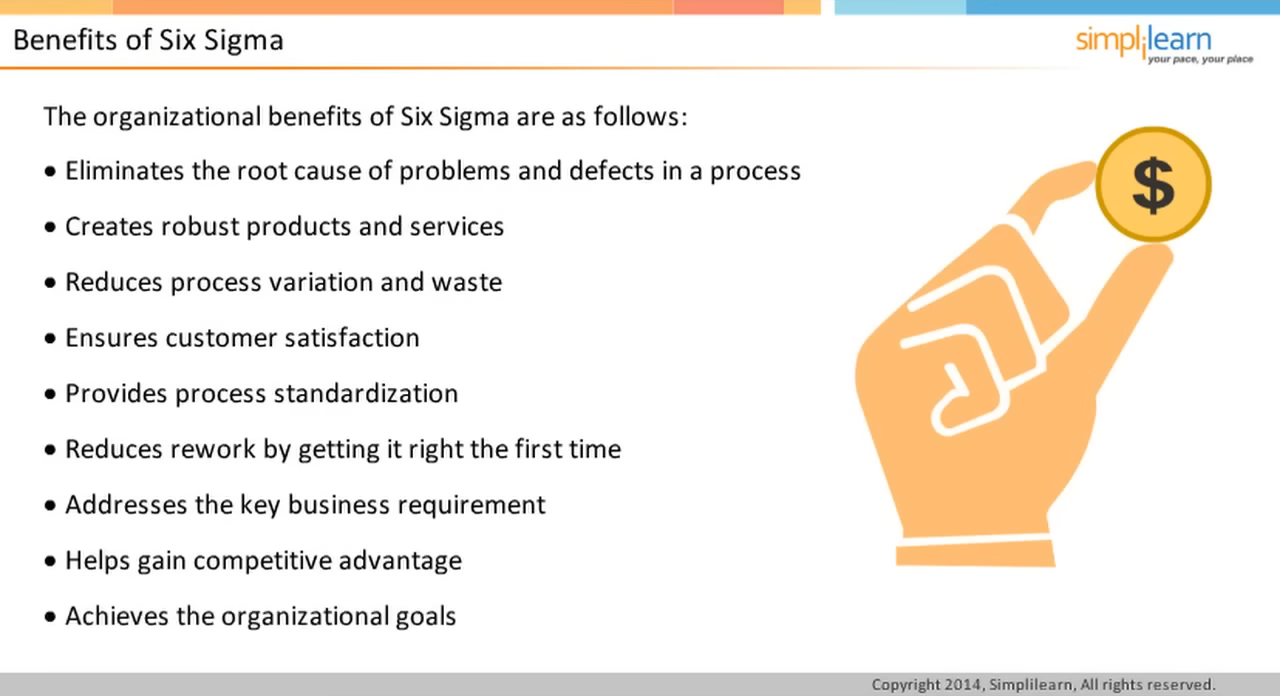 Benefits of Six Sigma
simplilearn
your pace, your place
The organizational benefits of Six Sigma are as follows:
• Eliminates the root cause of problems and defects in a process
• Creates robust products and services
• Reduces process variation and waste
• Ensures customer satisfaction
• Provides process standardization
• Reduces rework by getting it right the first time
• Addresses the key business requirement
• Helps gain competitive advantage
• Achieves the organizational goals
$
Copyright 2014, Simplilearn, All rights reserved.